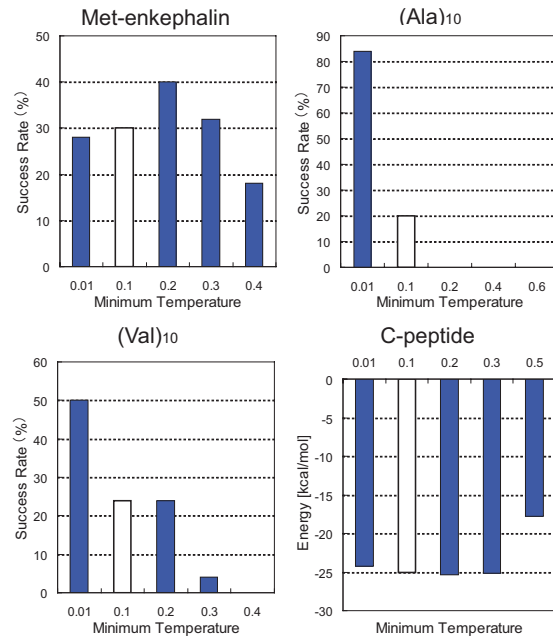 Met-enkephalin
50
40
30
20
10
0
Success Rate (%)
0.01 0.1 0.2 0.3 0.4
Minimum Temperature
(Ala)10
90
80
70
60
50
40
30
20
10
0
Success Rate (%)
0.01 0.1 0.2 0.4 0.6
Minimum Temperature
(Val)10
60
50
40
30
20
10
0
Success Rate (%)
0.01 0.1 0.2 0.3 0.4
Minimum Temperature
C-peptide
0.01 0.1 0.2 0.3 0.5
0
-5
-10
-15
-20
-25
-30
Energy [kcal/mol]
Minimum Temperature